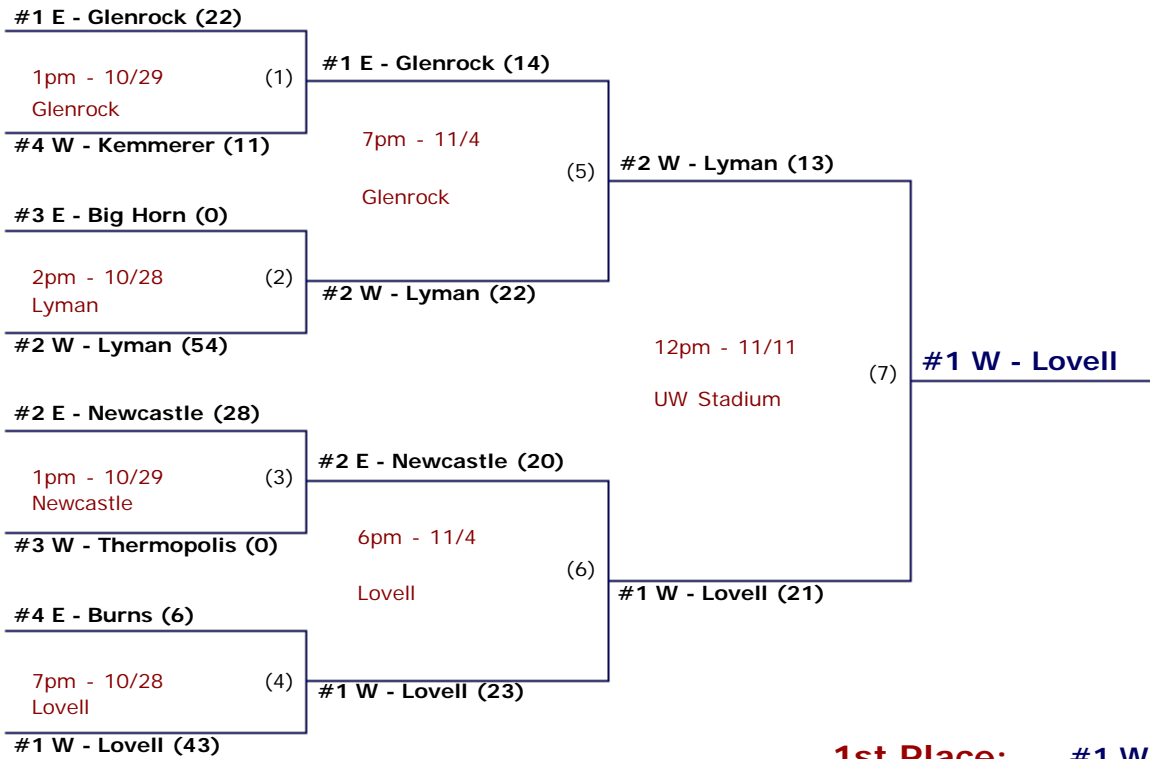 #1 E - Glenrock (22)
1pm - 10/29
(1)
Glenrock
#4 W - Kemmerer (11)
#1 E - Glenrock (14)
7pm - 11/4
(5)
Glenrock
#3 E - Big Horn (0)
2pm - 10/28
(2)
Lyman
#2 W - Lyman (54)
#2 W - Lyman (22)
#2 W - Lyman (13)
12pm - 11/11
(7)
UW Stadium
#1 W - Lovell
#2 E - Newcastle (28)
1pm - 10/29
(3)
Newcastle
#3 W - Thermopolis (0)
#2 E - Newcastle (20)
6pm - 11/4
(6)
Lovell
#4 E - Burns (6)
7pm - 10/28
(4)
Lovell
#1 W - Lovell (43)
#1 W - Lovell (23)
#1 W - Lovell (21)
1st Place: #1 W